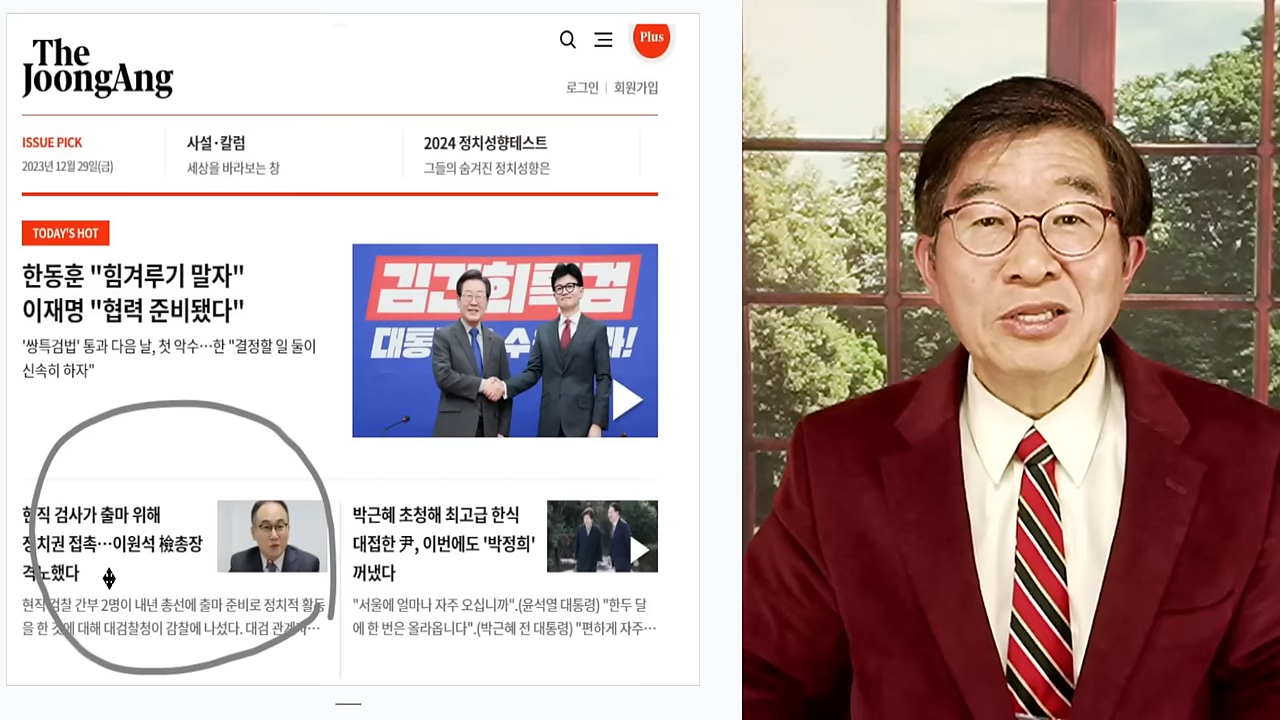 The
JoongAng
Plus
로그인 | 회원가입
ISSUE PICK
2023년 12월 29일(금)
사설·칼럼
세상을 바라보는 창
2024 정치성향테스트
그들의 숨겨진 정치성향은
TODAY'S HOT
한동훈 "힘겨루기 말자"
이재명 "협력 준비됐다"
'쌍특검법' 통과 다음 날, 첫 악수…한 "결정할 일 둘이
신속히 하자"
김건희특검
대통 수 라!
현직 검사가 출마 위해
정치권 접촉…이원석 檢총장
격노했다
현직 검찰 간부 2명이 내년 총선에 출마 준비로 정치적 활동
을 한 것에 대해 대검찰청이 감찰에 나섰다. 대검 관계자…
박근혜 초청해 최고급 한식
대접한 尹, 이번에도 '박정희'
꺼냈다
"서울에 얼마나 자주 오십니까".(윤석열 대통령) "한두 달
에 한 번은 올라옵니다".(박근혜 전 대통령) "편하게 자주…